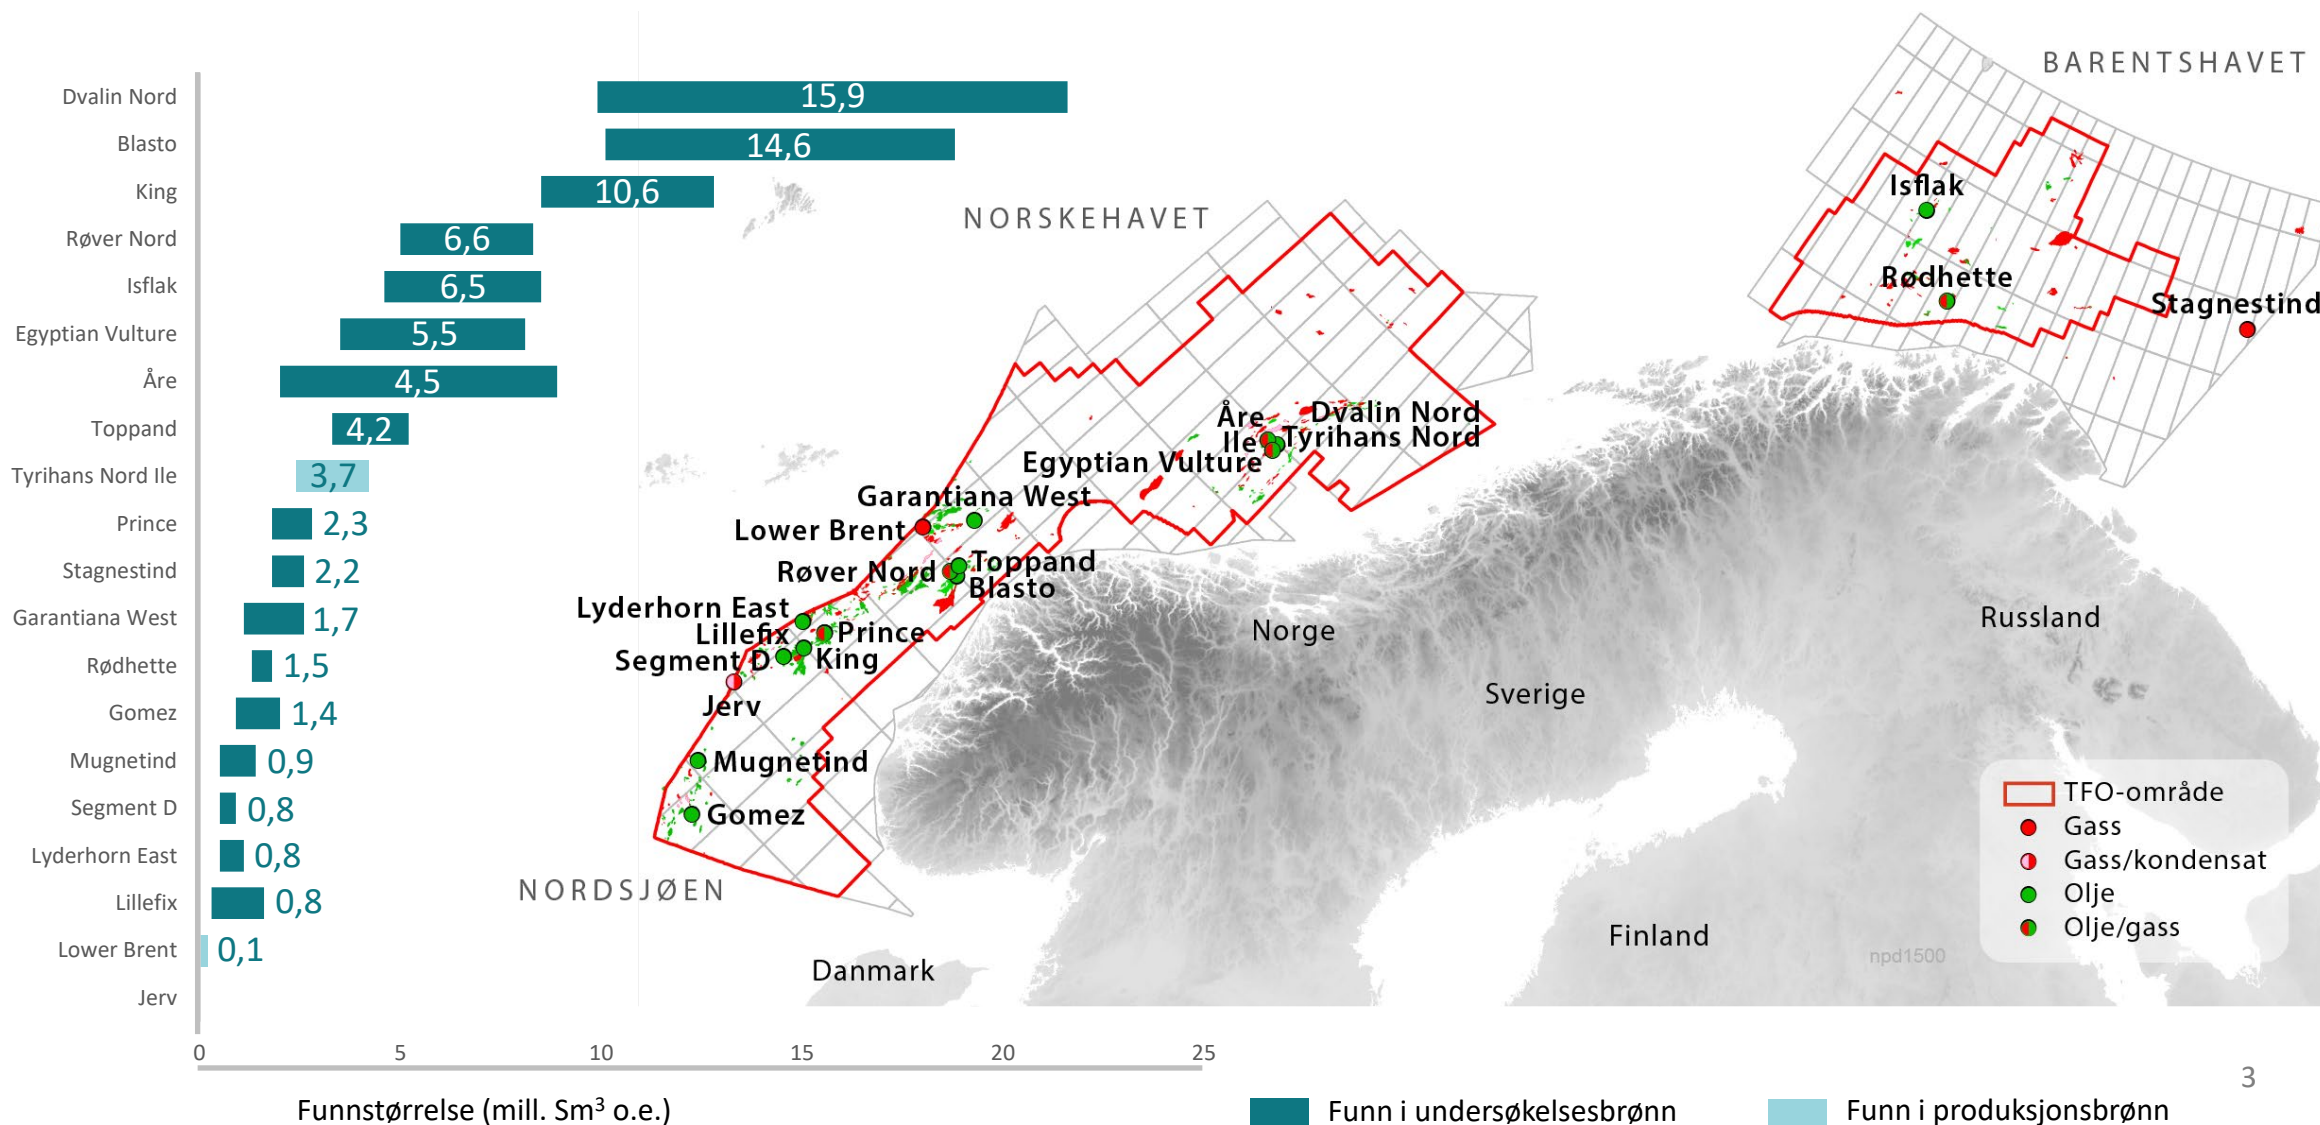 Dvalin Nord 15,9
Blasto 14,6
King 10,6
Røver Nord 6,6
Isflak 6,5
Egyptian Vulture 5,5
Åre 4,5
Toppand 4,2
Tyrihans Nord Ile 3,7
Prince 2,3
Stagnestind 2,2
Garantiana West 1,7
Rødhette 1,5
Gomez 1,4
Mugnetind 0,9
Segment D 0,8
Lyderhorn East 0,8
Lillefix 0,8
Lower Brent 0,1
Jerv
0 5 10 15 20 25
Funnstørrelse (mill. Sm³ o.e.)
BARENTSHAVET
NORSKEHAVET
Isflak
Rødhette
Stagnestind
Åre
Dvalin Nord
Ile
Tyrihans Nord
Egyptian Vulture
Garantiana West
Lower Brent
Toppand
Røver Nord
Blasto
Lyderhorn East
Lillefix
Prince
Segment D
King
Jerv
Mugnetind
Gomez
NORDSJØEN
Norge
Sverige
Russland
Finland
Danmark
TFO-område
Gass
Gass/kondensat
Olje
Olje/gass
npd1500
Funn i undersøkelsesbrønn
Funn i produksjonsbrønn
3